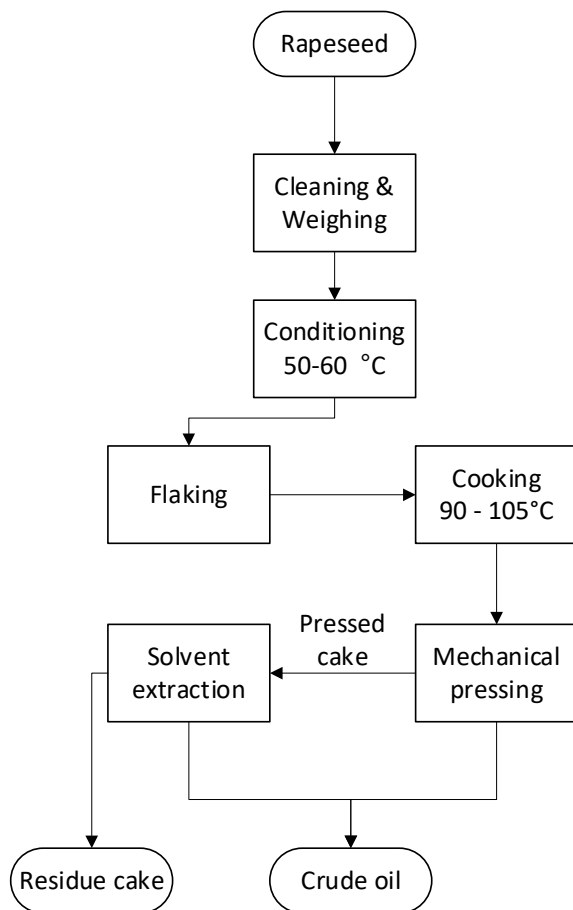 Rapeseed
Cleaning &
Weighing
Conditioning
50-60 °C
Flaking
Cooking
90 - 105°C
Pressed
cake
Solvent
extraction
Mechanical
pressing
Residue cake
Crude oil